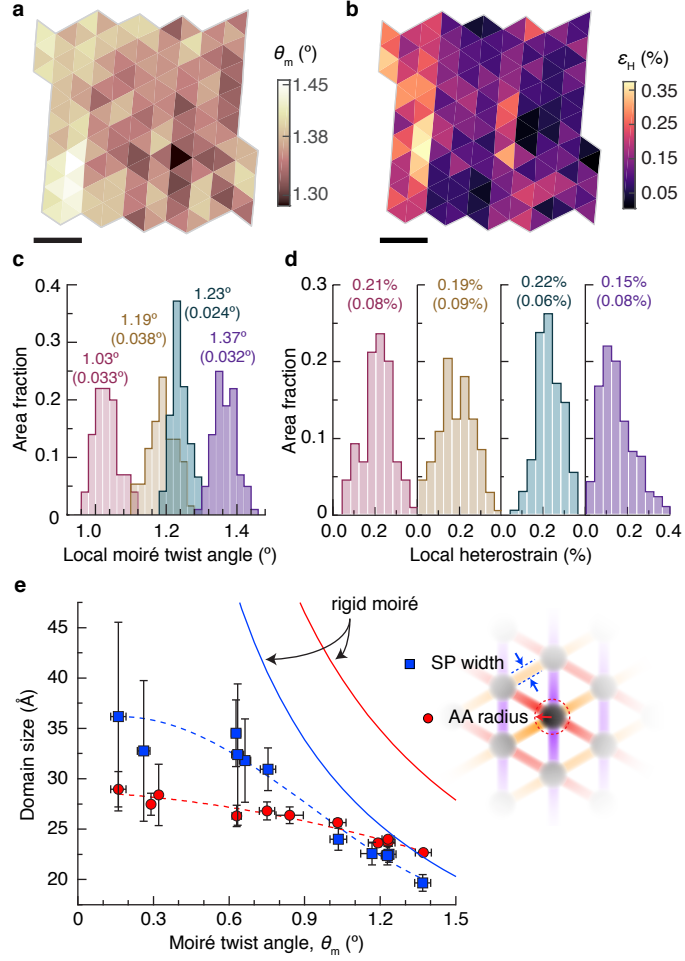 a
θm (º)
1.45
1.38
1.30
b
εH (%)
0.35
0.15
0.05
c
Area fraction
0.4
0.3
0.1
0
1.03º
(0.033º)
1.19º
(0.038º)
1.23º
(0.024º)
1.37º
(0.032º)
1.0
1.2
1.4
Local moiré twist angle (º)
d
Area fraction
0.3
0.2
0.1
0.0
0.21%
(0.08%)
0.19%
(0.09%)
0.22%
(0.06%)
0.15%
(0.08%)
0.0 0.2 0.0 0.2 0.0 0.2 0.0 0.2 0.4
Local heterostrain (%)
e
Domain size (Å)
45
40
35
30
25
20
rigid moiré
SP width
AA radius
0 0.3 0.6 0.9 1.2 1.5
Moiré twist angle, θm (º)